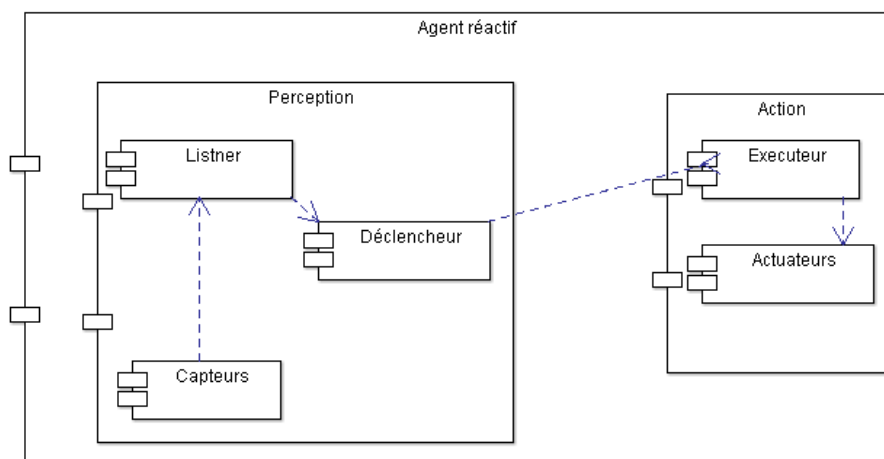 Agent réactif
Perception
Action
Listner
Executeur
Déclencheur
Actuateurs
Capteurs